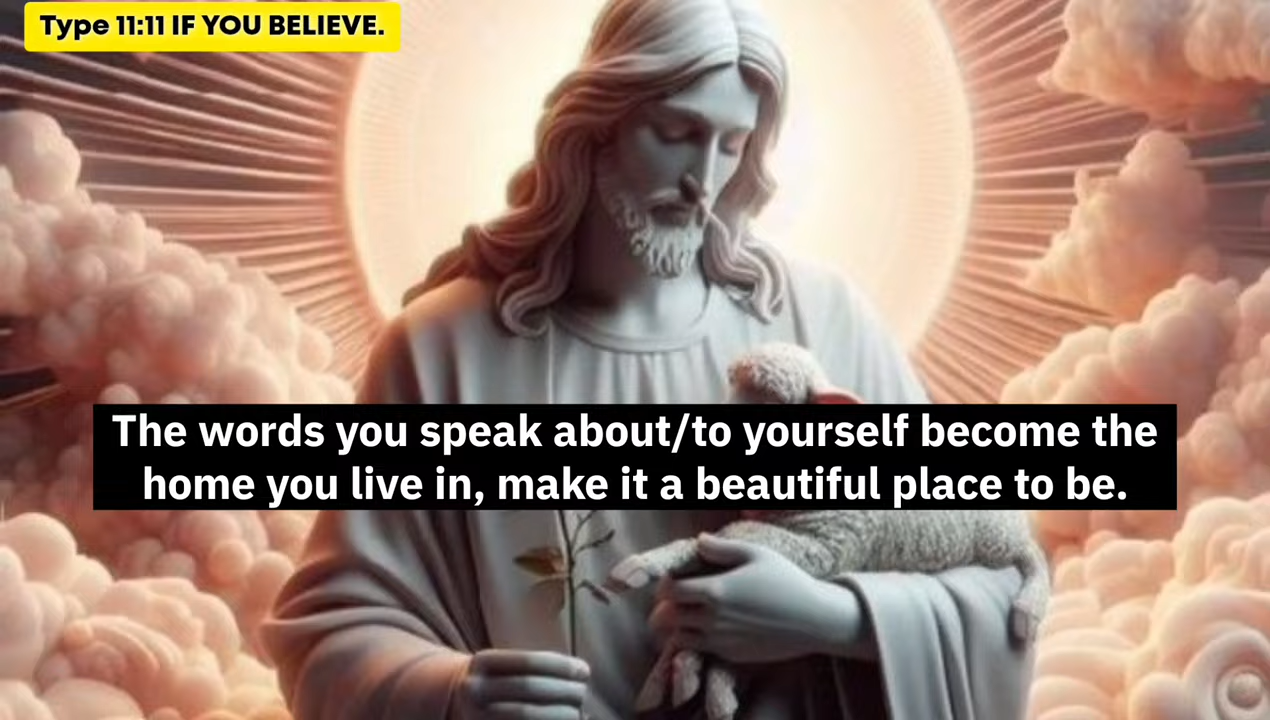 Type 11:11 IF YOU BELIEVE.
The words you speak about/to yourself become the
home you live in, make it a beautiful place to be.